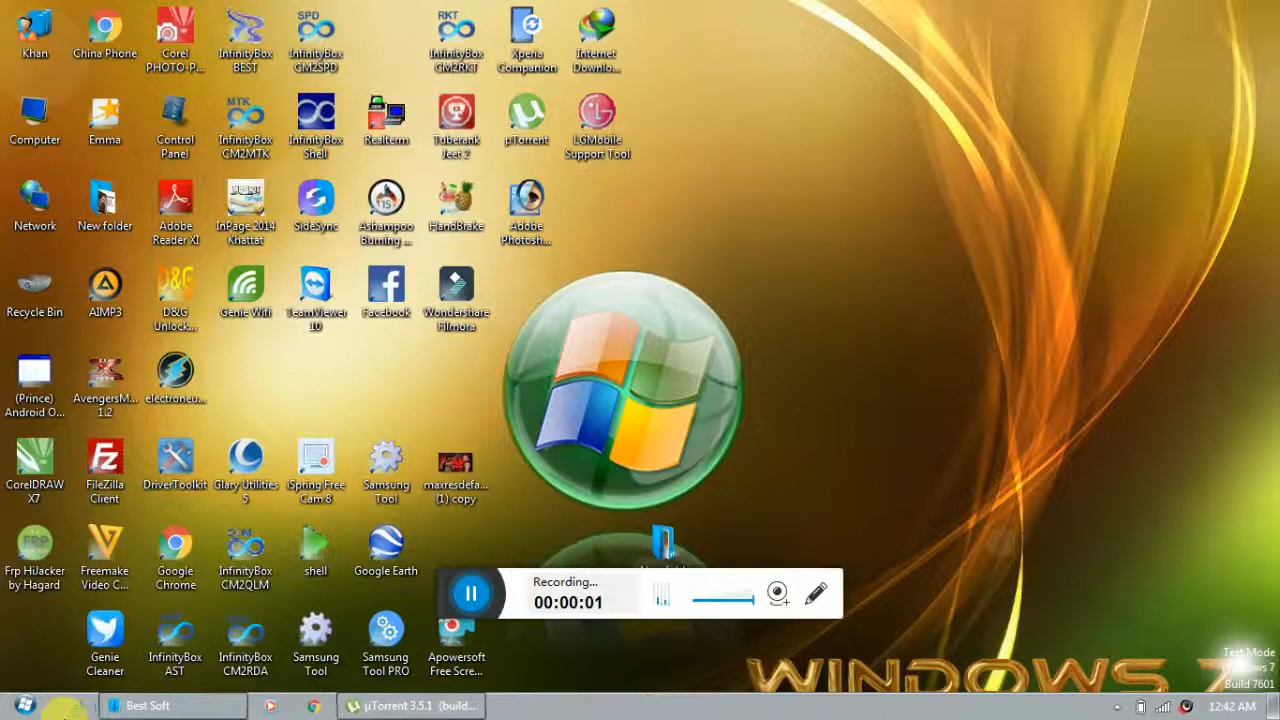 Khan
China Phone
Corel
PHOTO-P...
InfinityBox
BEST
SPD
InfinityBox
CM2SPD
RKT
InfinityBox
CM2RKT
Xperia
Companion
Internet
Downlo...
Computer
Emma
Control
Panel
MTK
InfinityBox
CM2MTK
InfinityBox
Shell
Realterm
Tuberank
Jeet 2
µTorrent
LGMobile
Support Tool
Network
New folder
Adobe
Reader XI
InPage 2014
Khattat
SideSync
15
Ashampoo
Burning ...
HandBrake
Adobe
Photosh...
Recycle Bin
AIMP3
D&G
D&G
Unlock...
Genie Wifi
TeamViewer
10
Facebook
Wondershare
Filmora
(Prince)
Android O...
AvengersM...
1.2
electroneu...
CorelDRAW
X7
FileZilla
Client
DriverToolkit
Glary Utilities
5
iSpring Free
Cam 8
Samsung
Tool
maxresdefa...
(1) copy
FRP
Frp HiJacker
by Hagard
Freemake
Video C...
Google
Chrome
InfinityBox
CM2QLM
shell
Google Earth
Recording...
00:00:01
Genie
Cleaner
InfinityBox
AST
InfinityBox
CM2RDA
Samsung
Tool
Samsung
Tool PRO
Apowersoft
Free Scre...
WINDOWS 7
Test Mode
Windows 7
Build 7601
Best Soft
µTorrent 3.5.1 (build...
12:42 AM